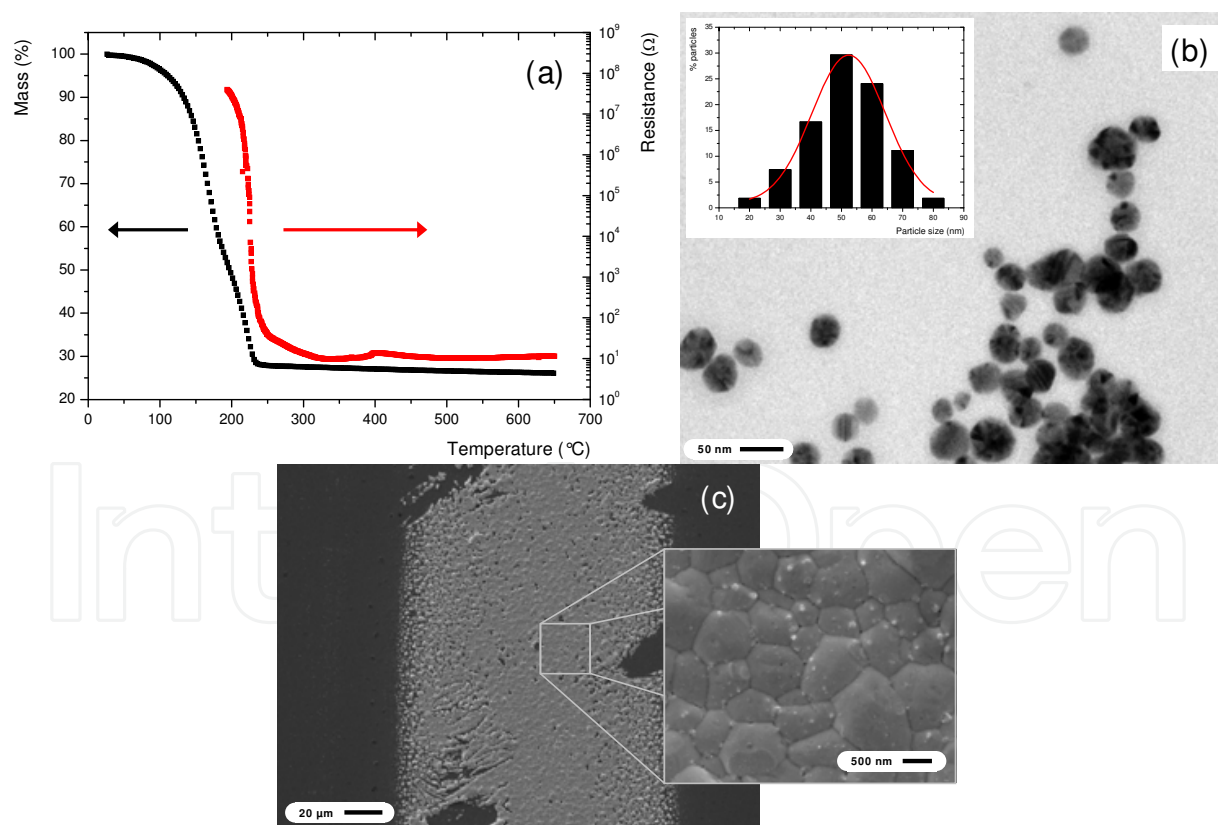 (a)
Mass (%)
100
90
80
70
60
50
40
30
20
0 100 200 300 400 500 600 700
Temperature (°C)
10⁹
10⁸
10⁷
10⁶
10⁵
10⁴
10³
10²
10¹
10⁰
Resistance (Ω)
(b)
% particles
35
30
25
20
15
10
5
0
10 20 30 40 50 60 70 80 90
Particle size (nm)
50 nm
(c)
20 µm
500 nm
InteOpen